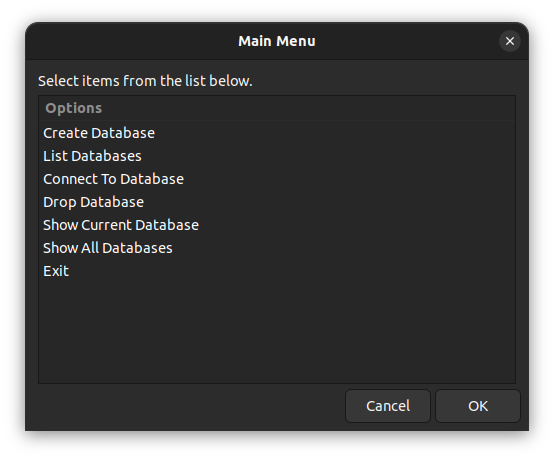 Main Menu
Select items from the list below.
Options
Create Database
List Databases
Connect To Database
Drop Database
Show Current Database
Show All Databases
Exit
Cancel OK